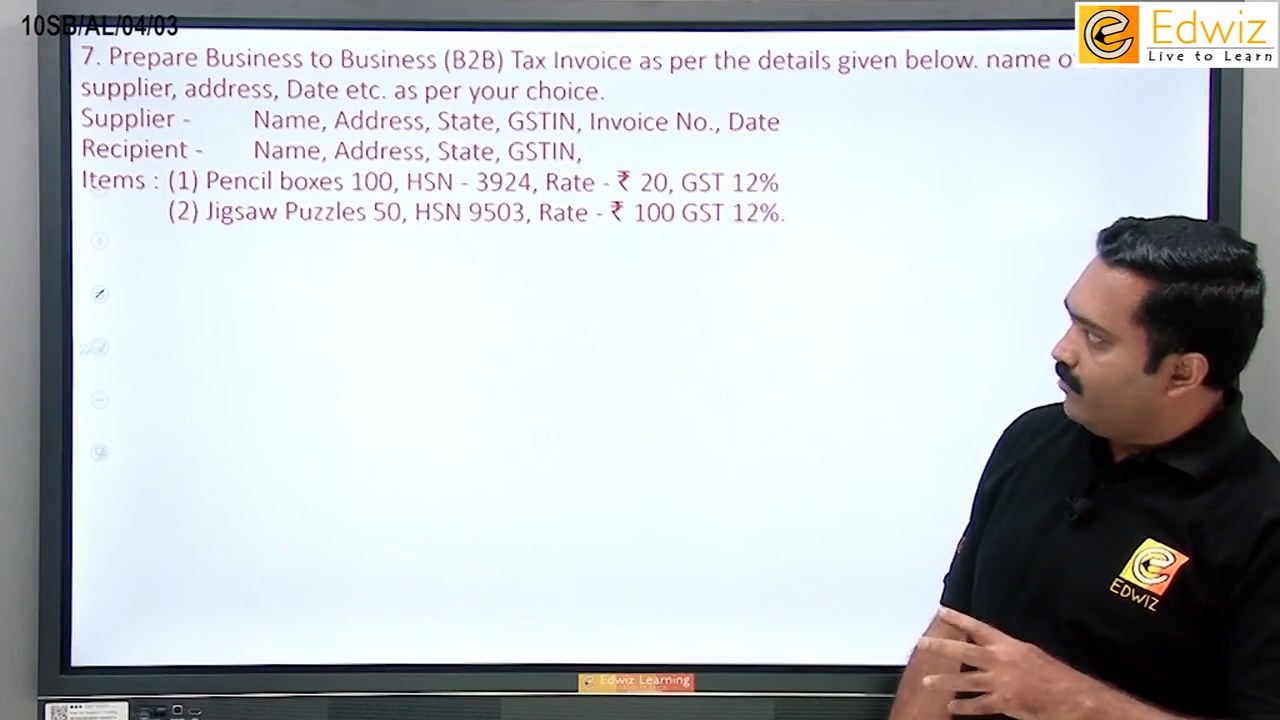 10SB/AL/04/03
Edwiz
Live to Learn
7. Prepare Business to Business (B2B) Tax Invoice as per the details given below. name o
supplier, address, Date etc. as per your choice.
Supplier - Name, Address, State, GSTIN, Invoice No., Date
Recipient - Name, Address, State, GSTIN,
Items : (1) Pencil boxes 100, HSN - 3924, Rate - ₹ 20, GST 12%
(2) Jigsaw Puzzles 50, HSN 9503, Rate - ₹ 100 GST 12%.
EDWIZ
Edwiz Learning